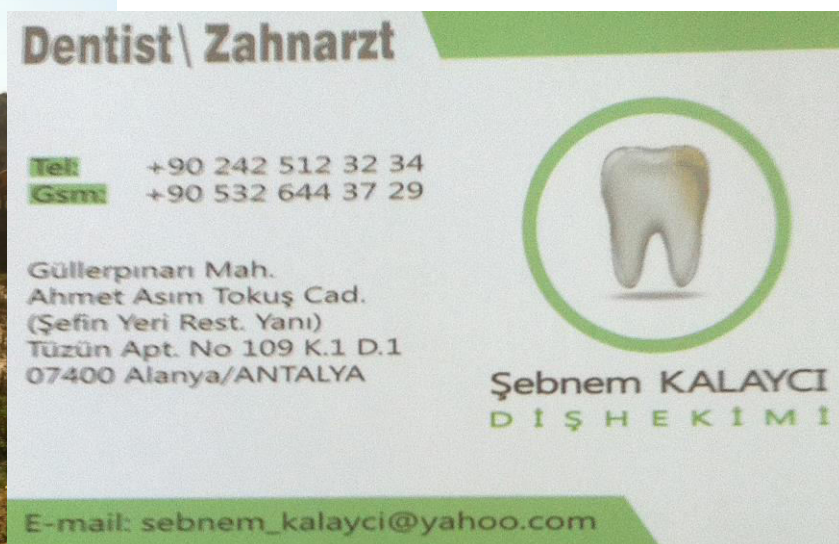 Dentist\ Zahnarzt
Tel: +90 242 512 32 34
Gsm: +90 532 644 37 29
Güllerpınarı Mah.
Ahmet Asım Tokuş Cad.
(Şefin Yeri Rest. Yanı)
Tüzün Apt. No 109 K.1 D.1
07400 Alanya/ANTALYA
Şebnem KALAYCI
DİŞHEKİMİ
E-mail: sebnem_kalayci@yahoo.com